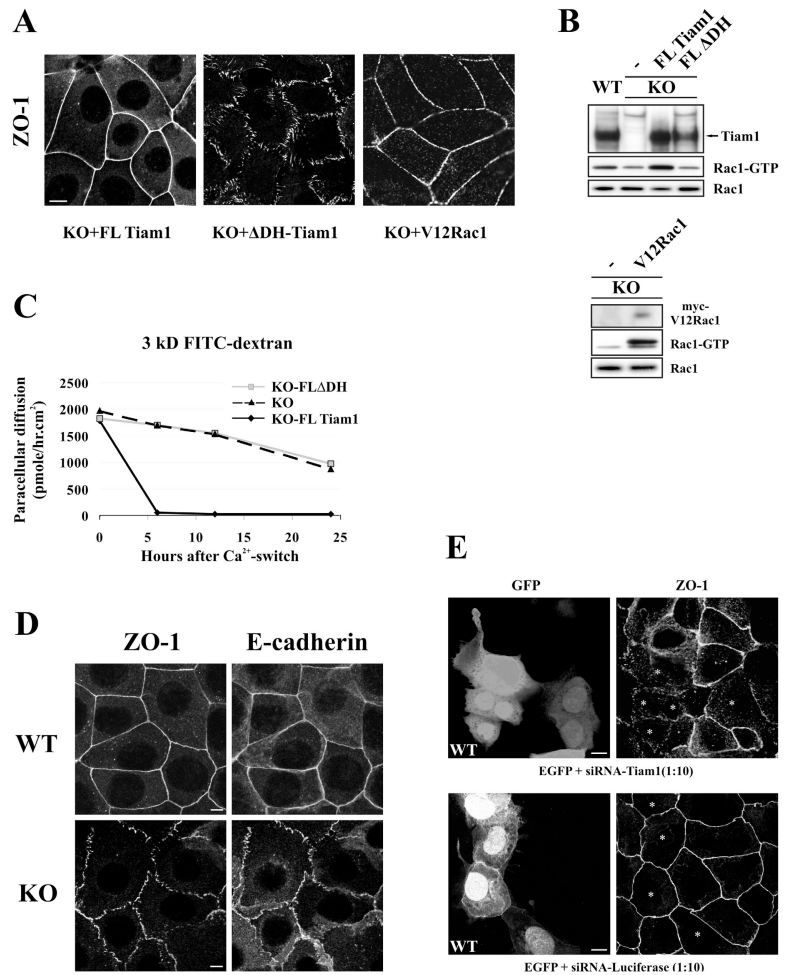 A
ZO-1
KO+FL Tiam1
KO+ΔDH-Tiam1
KO+V12Rac1
B
WT
-
FL Tiam1
FL ΔDH
KO
Tiam1
Rac1-GTP
Rac1
-
V12Rac1
KO
myc-
V12Rac1
Rac1-GTP
Rac1
C
3 kD FITC-dextran
KO-FLΔDH
KO
KO-FL Tiam1
Paracellular diffusion
(pmole/hr.cm²)
2500
2000
1500
1000
500
0
0 5 10 15 20 25
Hours after Ca²⁺-switch
D
ZO-1 E-cadherin
WT
KO
E
GFP ZO-1
WT
* * * * *
EGFP + siRNA-Tiam1(1:10)
WT
* * * *
EGFP + siRNA-Luciferase (1:10)